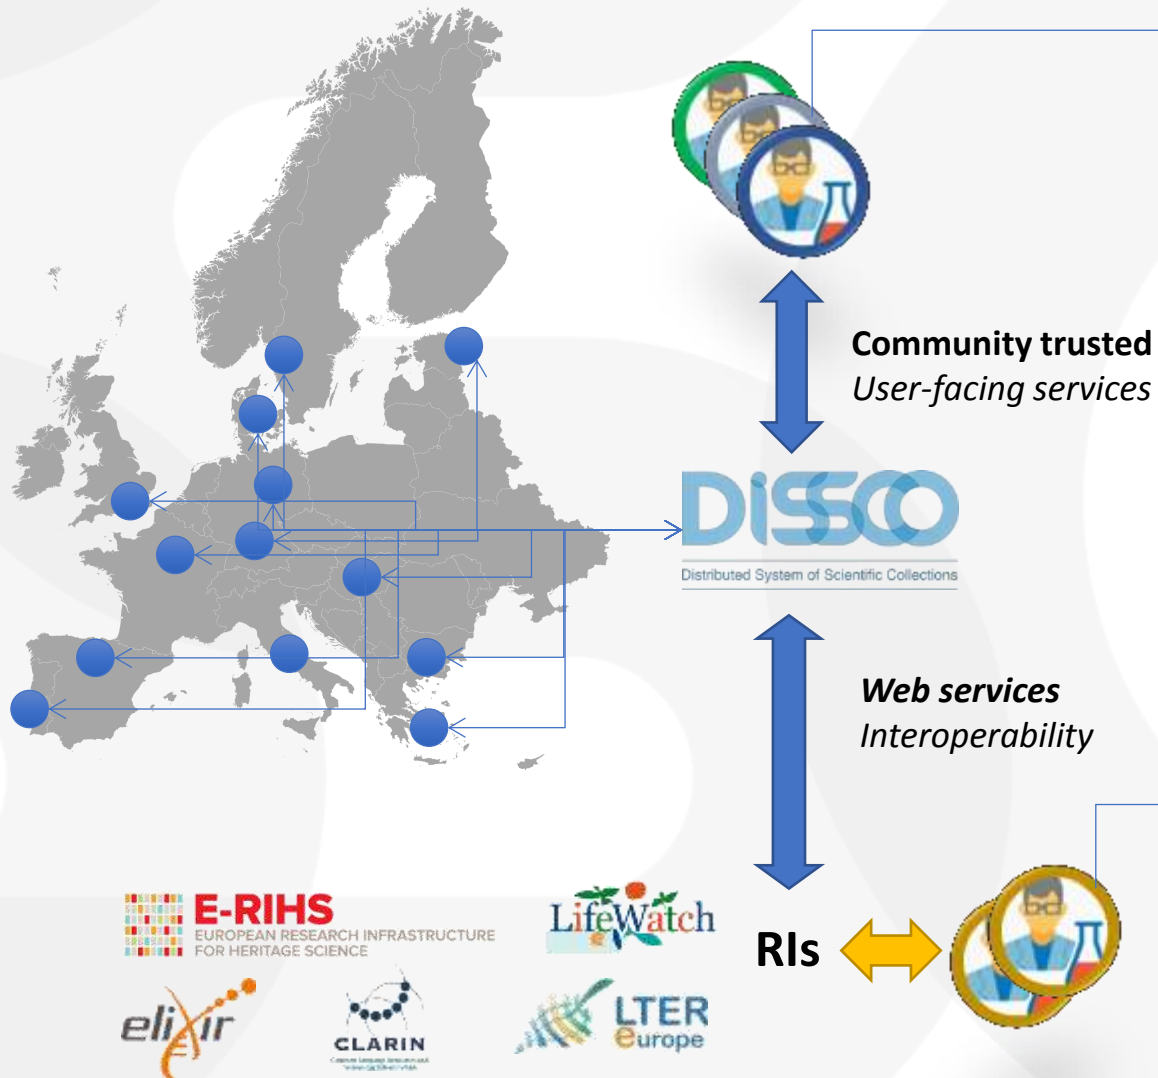 Community trusted
User-facing services
DiSSCO
Distributed System of Scientific Collections
Web services
Interoperability
E-RIHS
EUROPEAN RESEARCH INFRASTRUCTURE
FOR HERITAGE SCIENCE
LifeWatch
RIs
elixir
CLARIN
LTER
europe